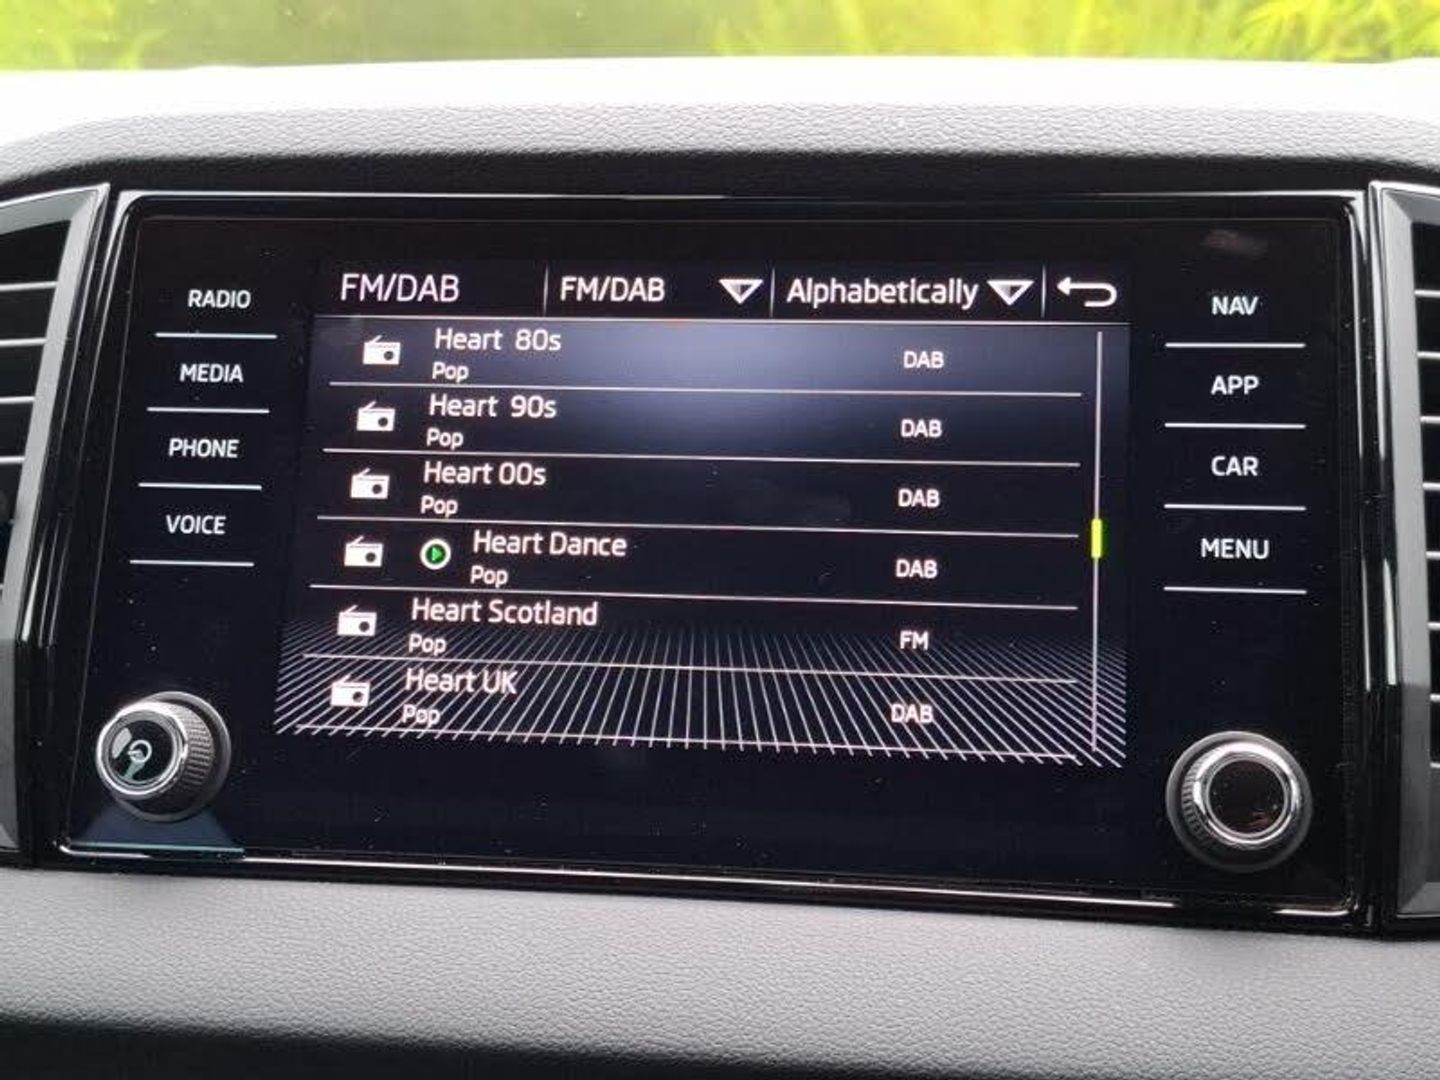 FM/DAB FM/DAB Alphabetically
RADIO
MEDIA
PHONE
VOICE
Heart 80s
Pop
DAB
Heart 90s
Pop
DAB
Heart 00s
Pop
DAB
Heart Dance
Pop
DAB
Heart Scotland
Pop
FM
Heart UK
Pop
DAB
NAV
APP
CAR
MENU